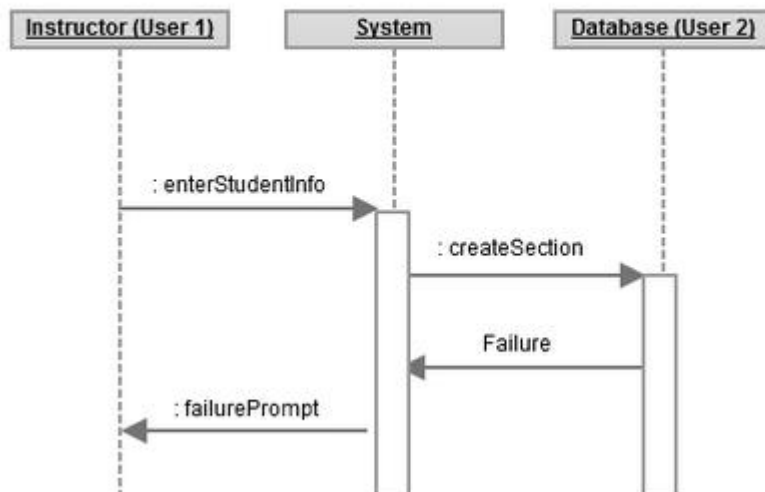 Instructor (User 1)
System
Database (User 2)
: enterStudentInfo
: createSection
Failure
: failurePrompt